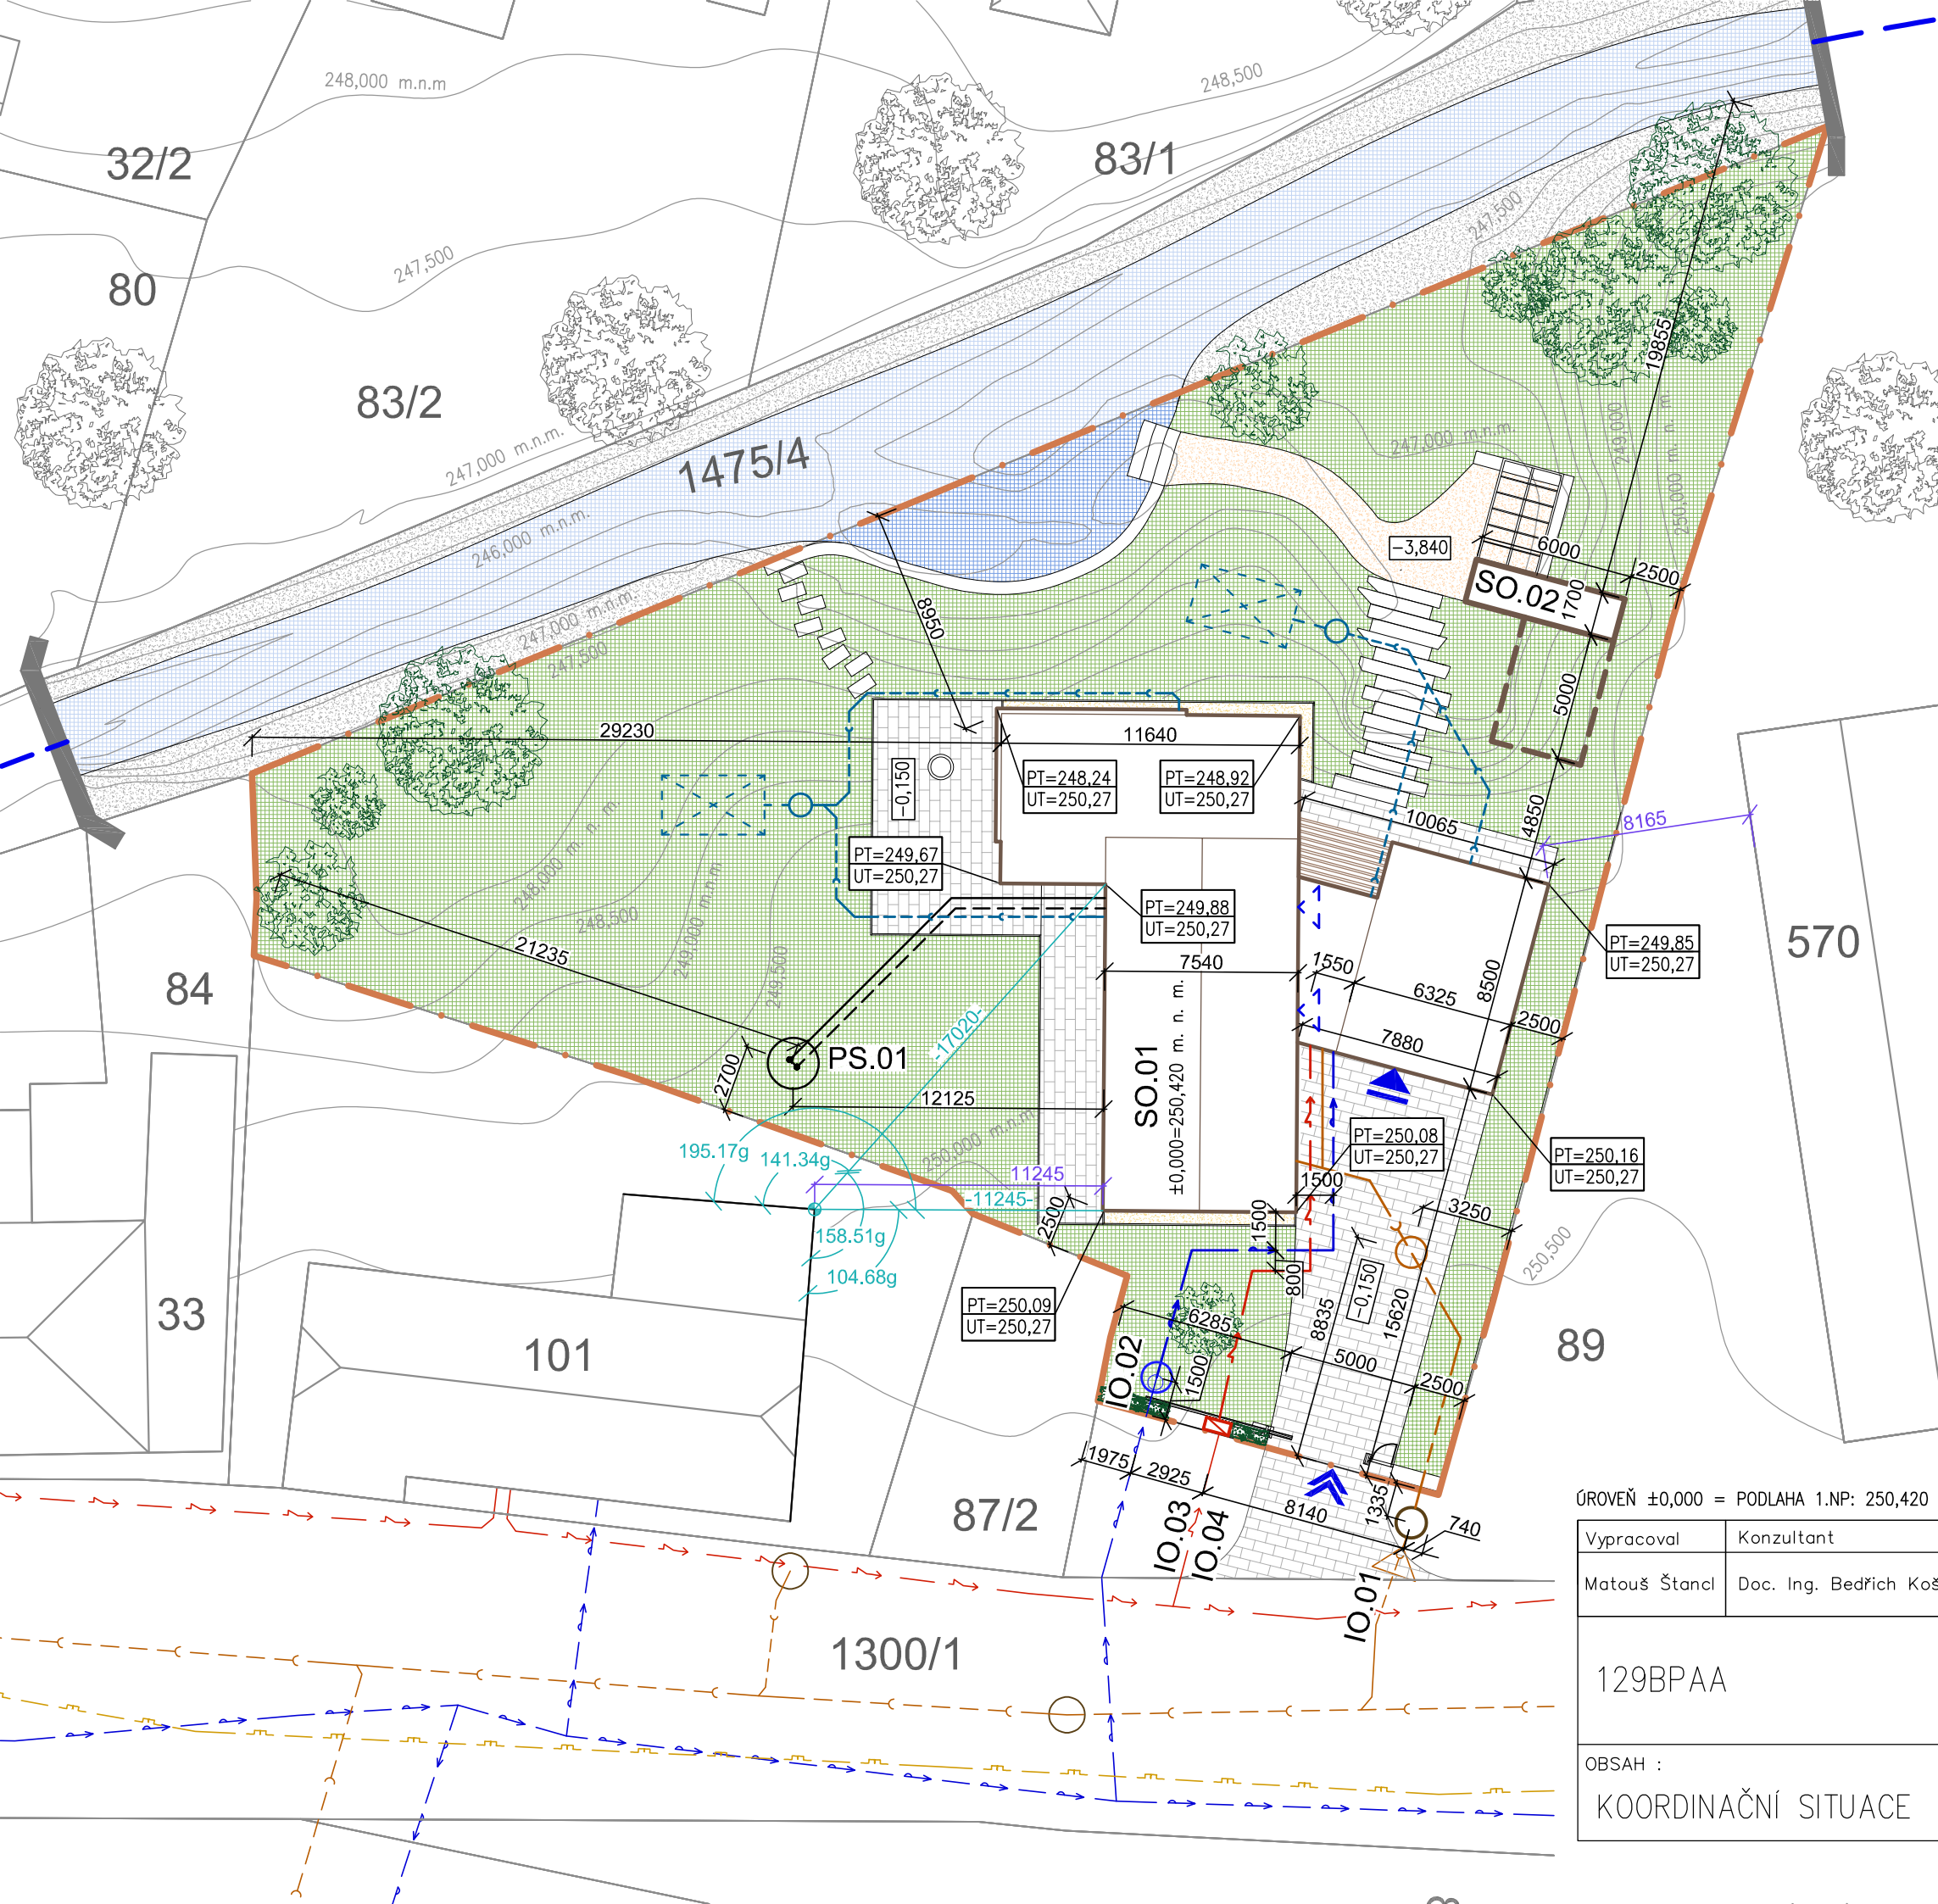 248,000 m.n.m
248,500
32/2
83/1
80
247,500
247,500
83/2
19855
247,000 m.n.m.
1475/4
247,000 m.n.m.
249,000
250,000 m. n. m
246,000 m.n.m.
-3,840
6000
2500
SO.02
1700
8950
247,000 m.n.m.
247,500
5000
29230
11640
-0,150
PT=248,24
UT=250,27
PT=248,92
UT=250,27
4850
10065
8165
PT=249,67
UT=250,27
248,000 m. n. m
248,500
249,000 m.n.m
PT=249,88
UT=250,27
PT=249,85
UT=250,27
570
21235
249,500
7540
1550
6325
8500
84
2500
-17020-
7880
PS.01
2700
12125
SO.01
±0,000=250,420 m. n. m.
250,000 m.n.m
PT=250,08
UT=250,27
PT=250,16
UT=250,27
195.17g
141.34g
11245
-11245-
1500
2500
1500
3250
158.51g
104.68g
800
-0,150
250,500
PT=250,09
UT=250,27
6285
8835
15620
33
101
IO.02
1500
5000
2500
89
1975
2925
8140
1335
740
87/2
IO.03
IO.04
IO.01
ÚROVEŇ ±0,000 = PODLAHA 1.NP: 250,420
Vypracoval
Konzultant
Matouš Štancl
Doc. Ing. Bedřich Koš
1300/1
129BPAA
OBSAH :
KOORDINAČNÍ SITUACE